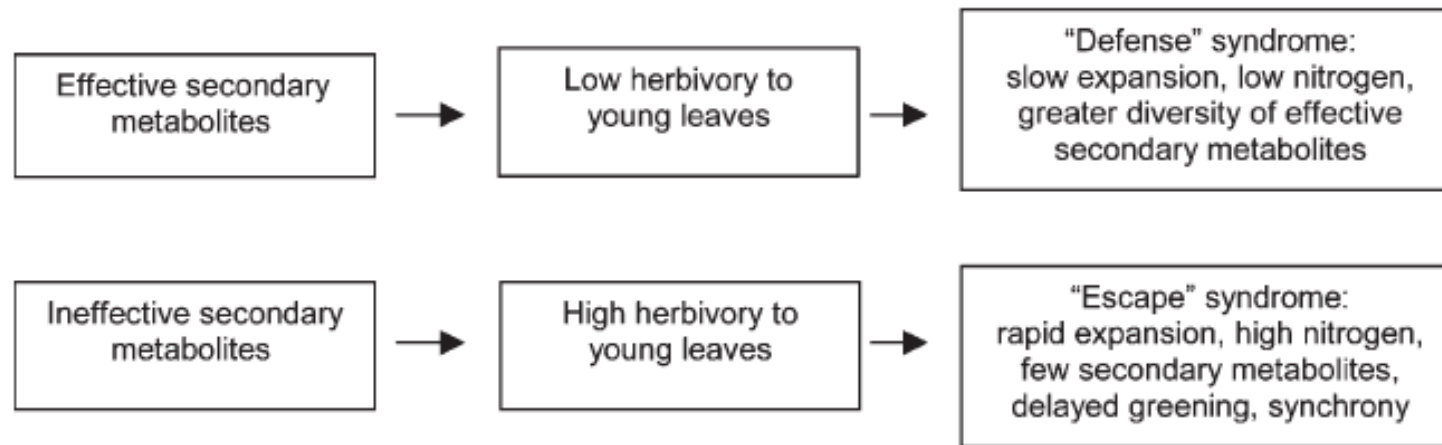 Effective secondary
metabolites
Low herbivory to
young leaves
“Defense” syndrome:
slow expansion, low nitrogen,
greater diversity of effective
secondary metabolites
Ineffective secondary
metabolites
High herbivory to
young leaves
“Escape” syndrome:
rapid expansion, high nitrogen,
few secondary metabolites,
delayed greening, synchrony